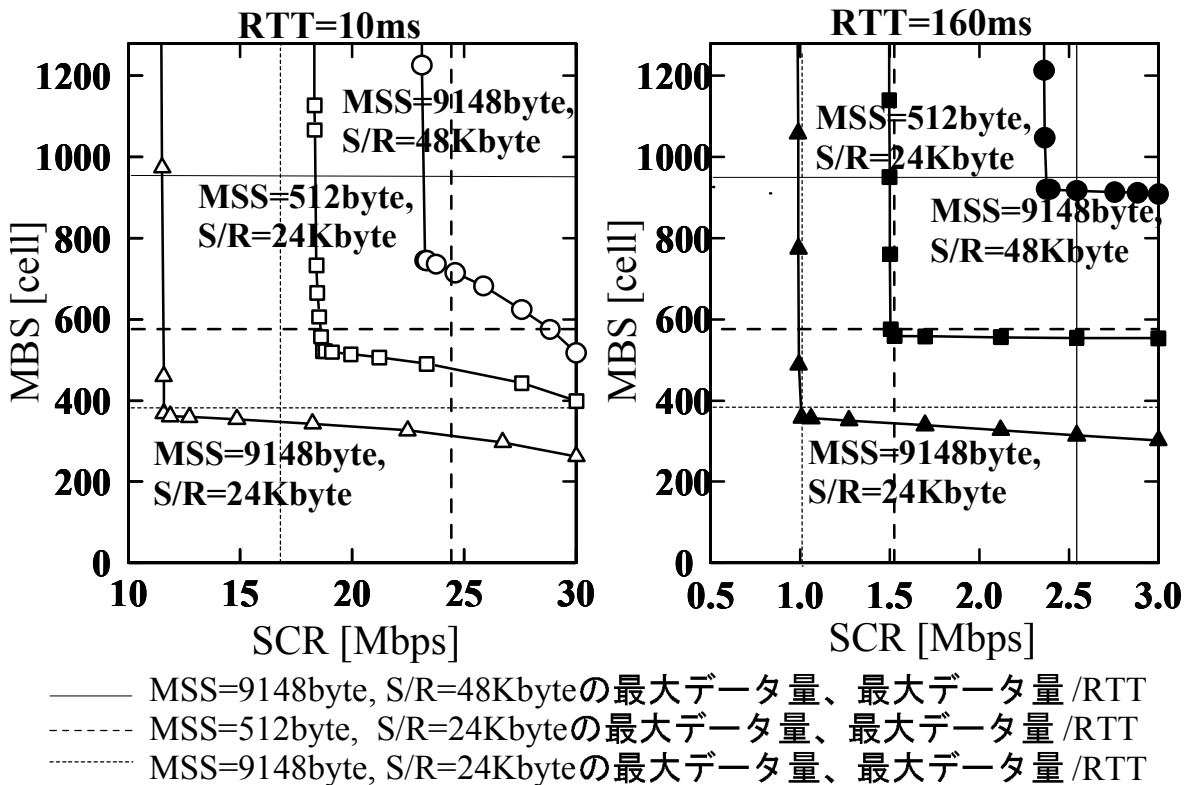 RTT=10ms
RTT=160ms
MBS [cell]
1200
1000
800
600
400
200
0
MSS=9148byte,
S/R=48Kbyte
MSS=512byte,
S/R=24Kbyte
MSS=9148byte,
S/R=24Kbyte
10 15 20 25 30
SCR [Mbps]
MBS [cell]
1200
1000
800
600
400
200
0
MSS=512byte,
S/R=24Kbyte
MSS=9148byte,
S/R=48Kbyte
MSS=9148byte,
S/R=24Kbyte
0.5 1.0 1.5 2.0 2.5 3.0
SCR [Mbps]
MSS=9148byte, S/R=48Kbyteの最大データ量、最大データ量 /RTT
MSS=512byte, S/R=24Kbyteの最大データ量、最大データ量 /RTT
MSS=9148byte, S/R=24Kbyteの最大データ量、最大データ量 /RTT